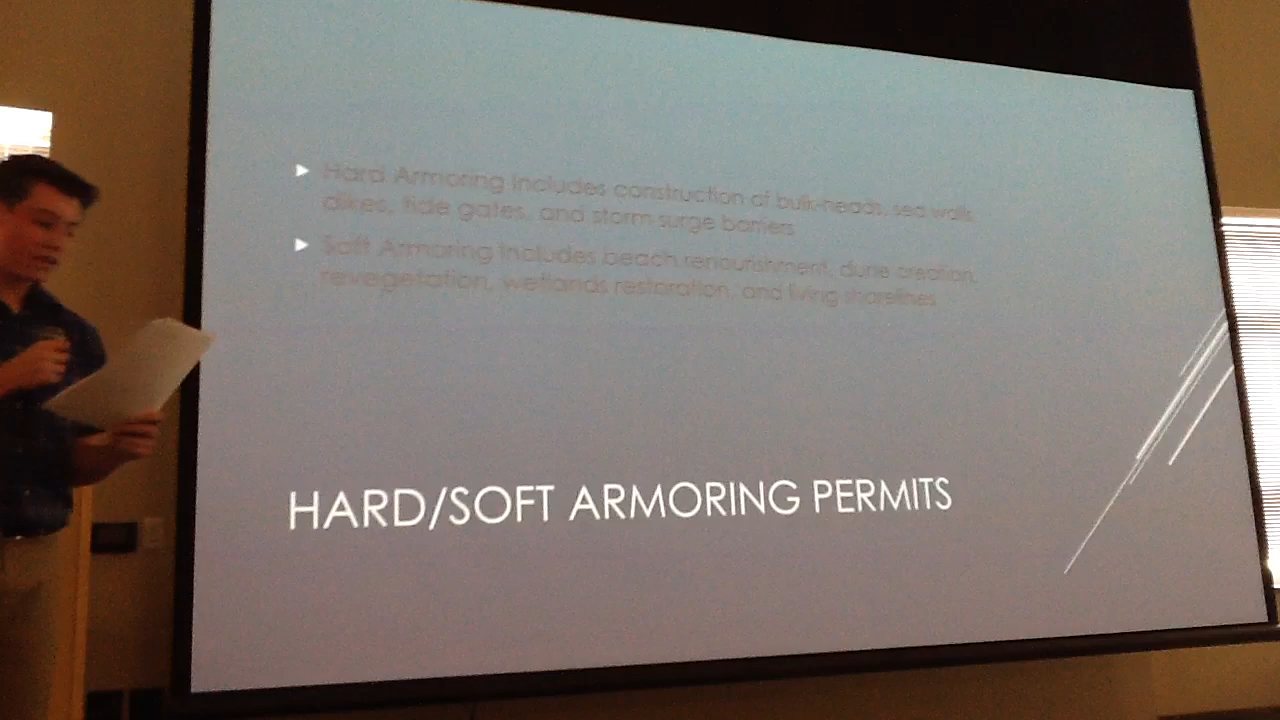 Hard Armoring includes construction of bulk-heads, sea walls,
dikes, tide gates, and storm surge barriers
Soft Armoring includes beach renourishment, dune creation,
revegetation, wetlands restoration, and living shorelines
HARD/SOFT ARMORING PERMITS